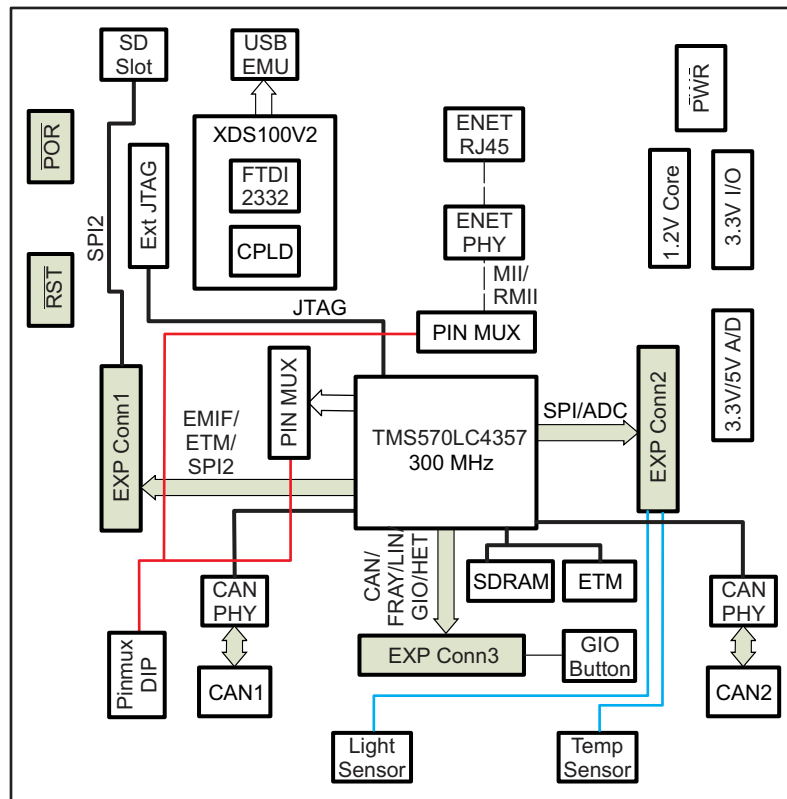 SD
Slot
USB
EMU
PWR
POR
XDS100V2
FTDI
2332
CPLD
ENET
RJ45
ENET
PHY
MII/
RMII
PIN MUX
1.2V Core
3.3V I/O
3.3V/5V A/D
Ext JTAG
SPI2
RST
JTAG
EXP Conn1
EMIF/
ETM/
SPI2
PIN MUX
TMS570LC4357
300 MHz
SPI/ADC
EXP Conn2
CAN/
FRAY/LIN/
GIO/HET
SDRAM
ETM
CAN
PHY
CAN
PHY
Pinmux
DIP
CAN1
EXP Conn3
GIO
Button
CAN2
Light
Sensor
Temp
Sensor